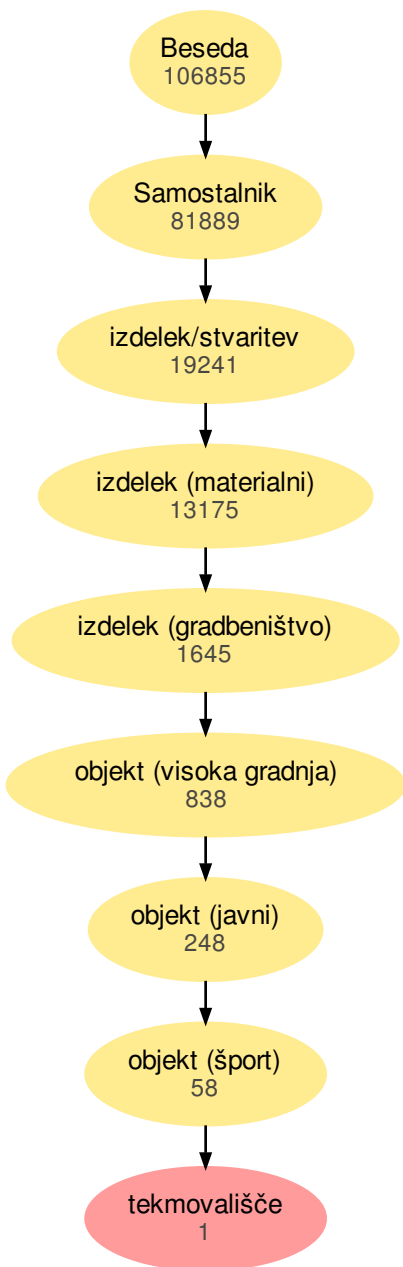 Beseda
106855
Samostalnik
81889
izdelek/stvaritev
19241
izdelek (materialni)
13175
izdelek (gradbeništvo)
1645
objekt (visoka gradnja)
838
objekt (javni)
248
objekt (šport)
58
tekmovališče
1